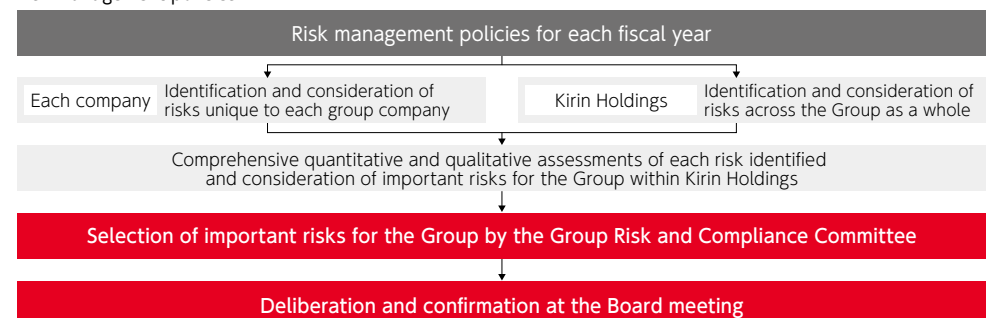 Risk management policies for each fiscal year
Each company
Identification and consideration of
risks unique to each group company
Kirin Holdings
Identification and consideration of
risks across the Group as a whole
Comprehensive quantitative and qualitative assessments of each risk identified
and consideration of important risks for the Group within Kirin Holdings
Selection of important risks for the Group by the Group Risk and Compliance Committee
Deliberation and confirmation at the Board meeting